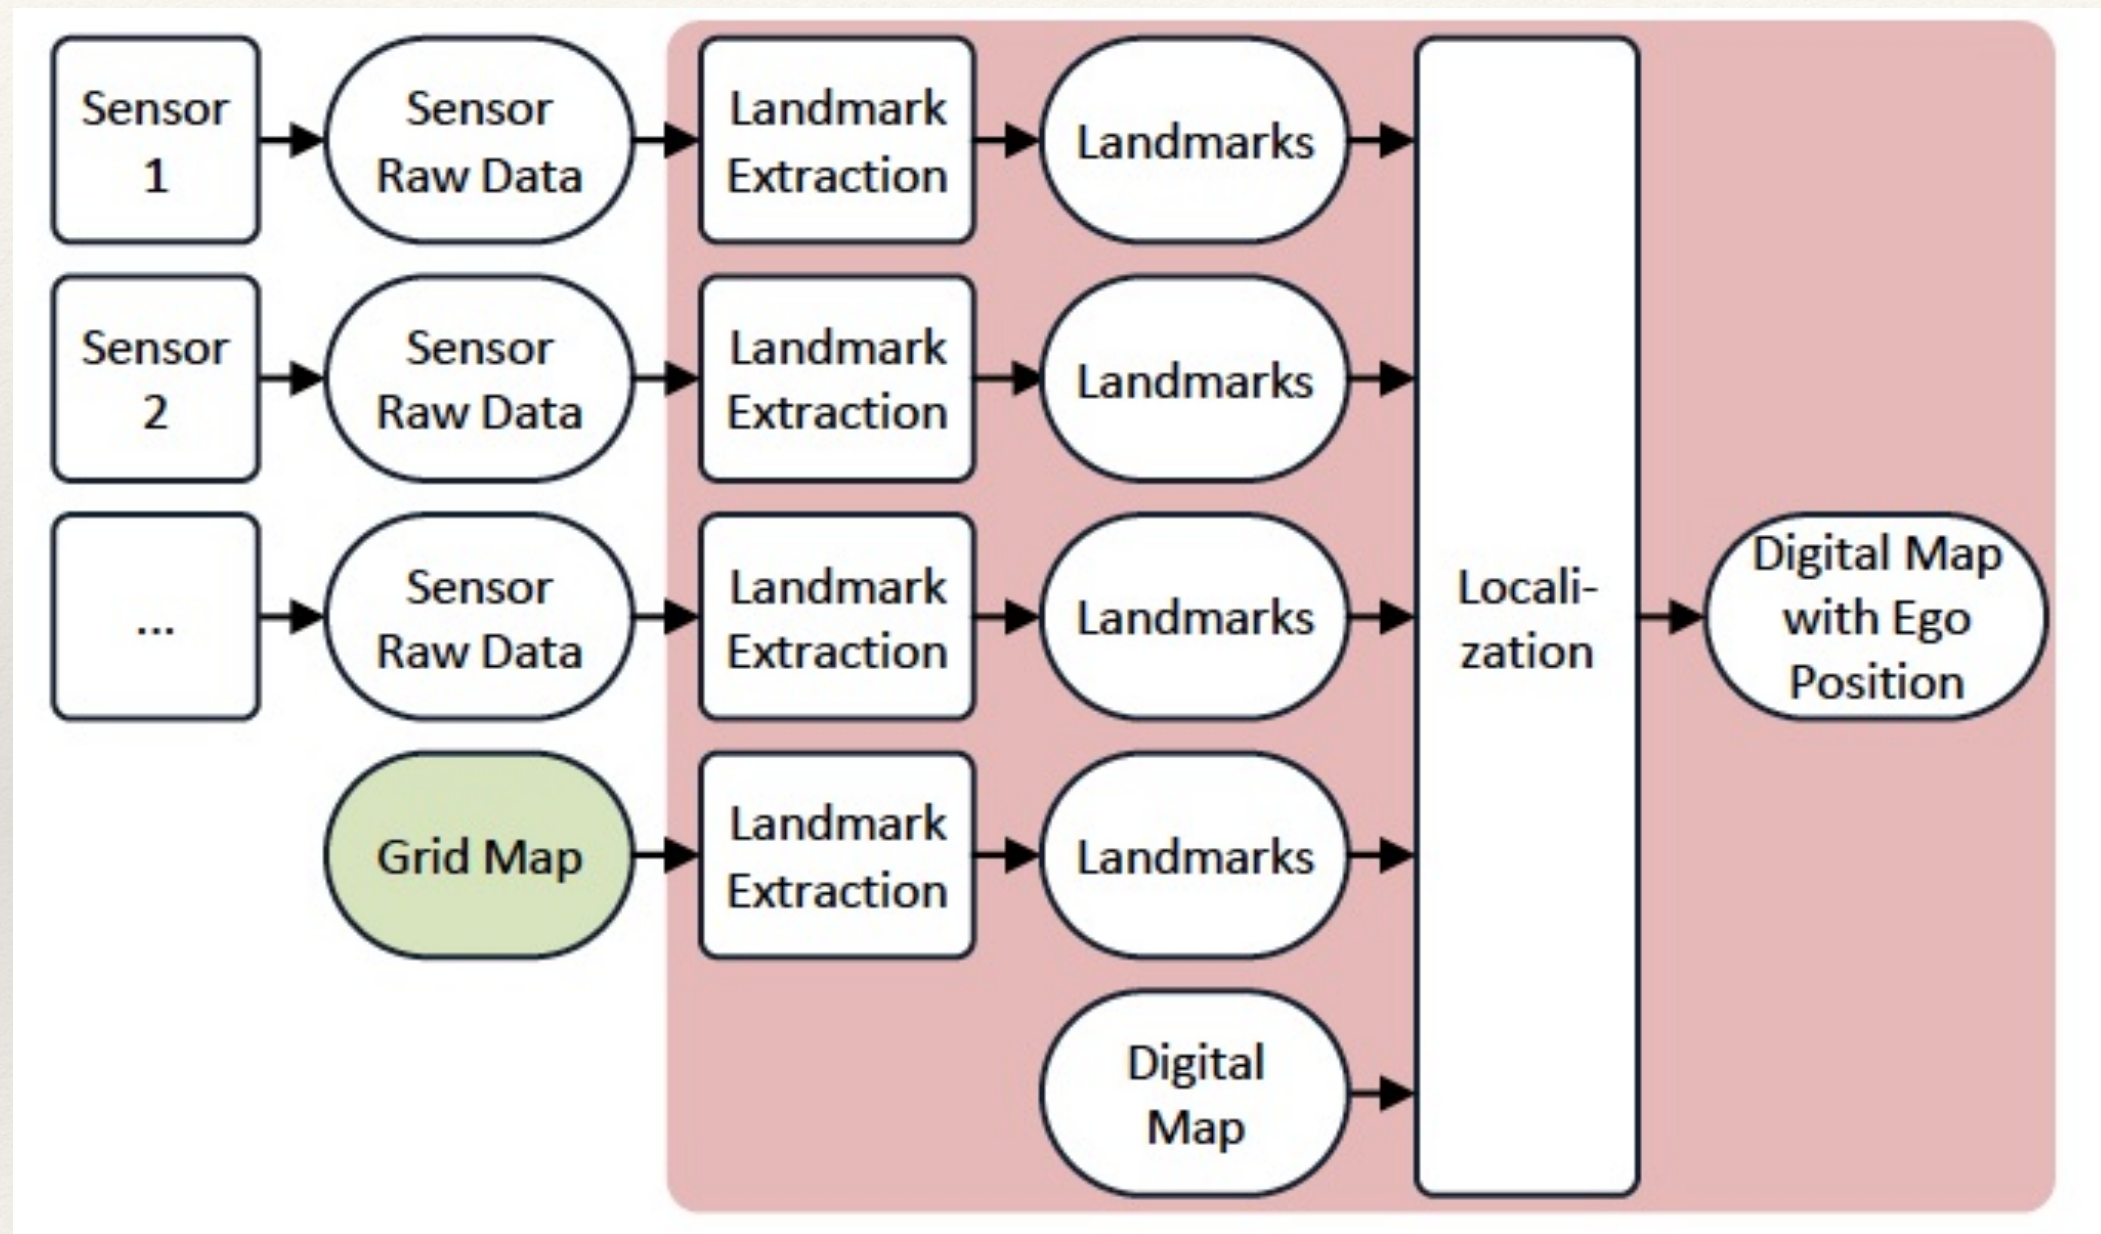 Sensor
1
Sensor
Raw Data
Landmark
Extraction
Landmarks
Sensor
2
Sensor
Raw Data
Landmark
Extraction
Landmarks
...
Sensor
Raw Data
Landmark
Extraction
Landmarks
Locali-
zation
Digital Map
with Ego
Position
Grid Map
Landmark
Extraction
Landmarks
Digital
Map